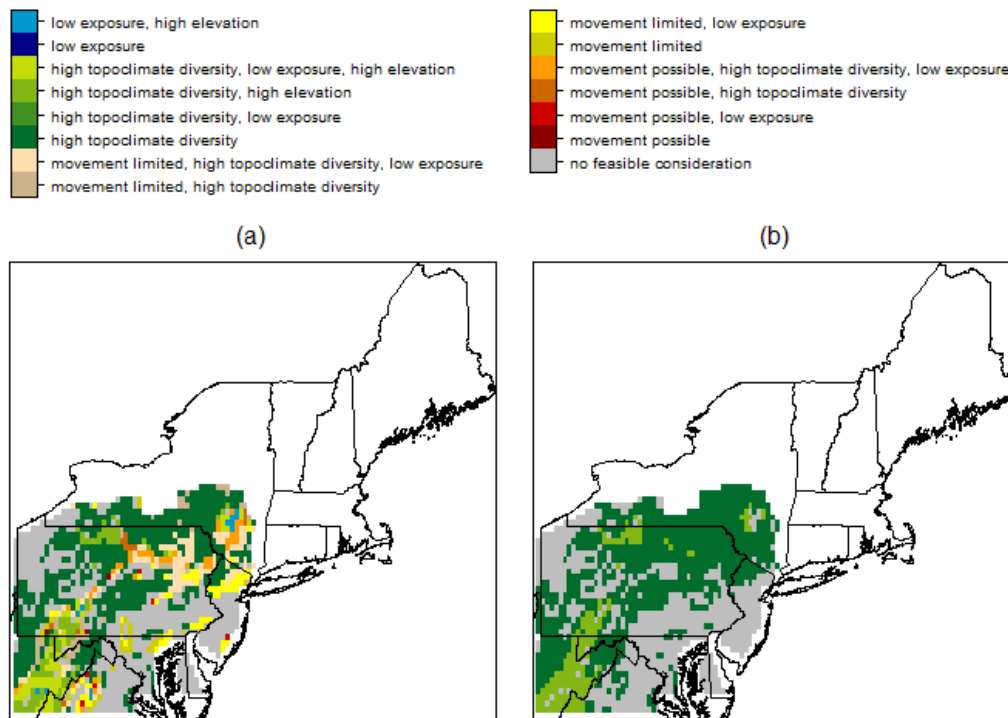 low exposure, high elevation
low exposure
high topoclimate diversity, low exposure, high elevation
high topoclimate diversity, high elevation
high topoclimate diversity, low exposure
high topoclimate diversity
movement limited, high topoclimate diversity, low exposure
movement limited, high topoclimate diversity
movement limited, low exposure
movement limited
movement possible, high topoclimate diversity, low exposure
movement possible, high topoclimate diversity
movement possible, low exposure
movement possible
no feasible consideration
(a)
(b)